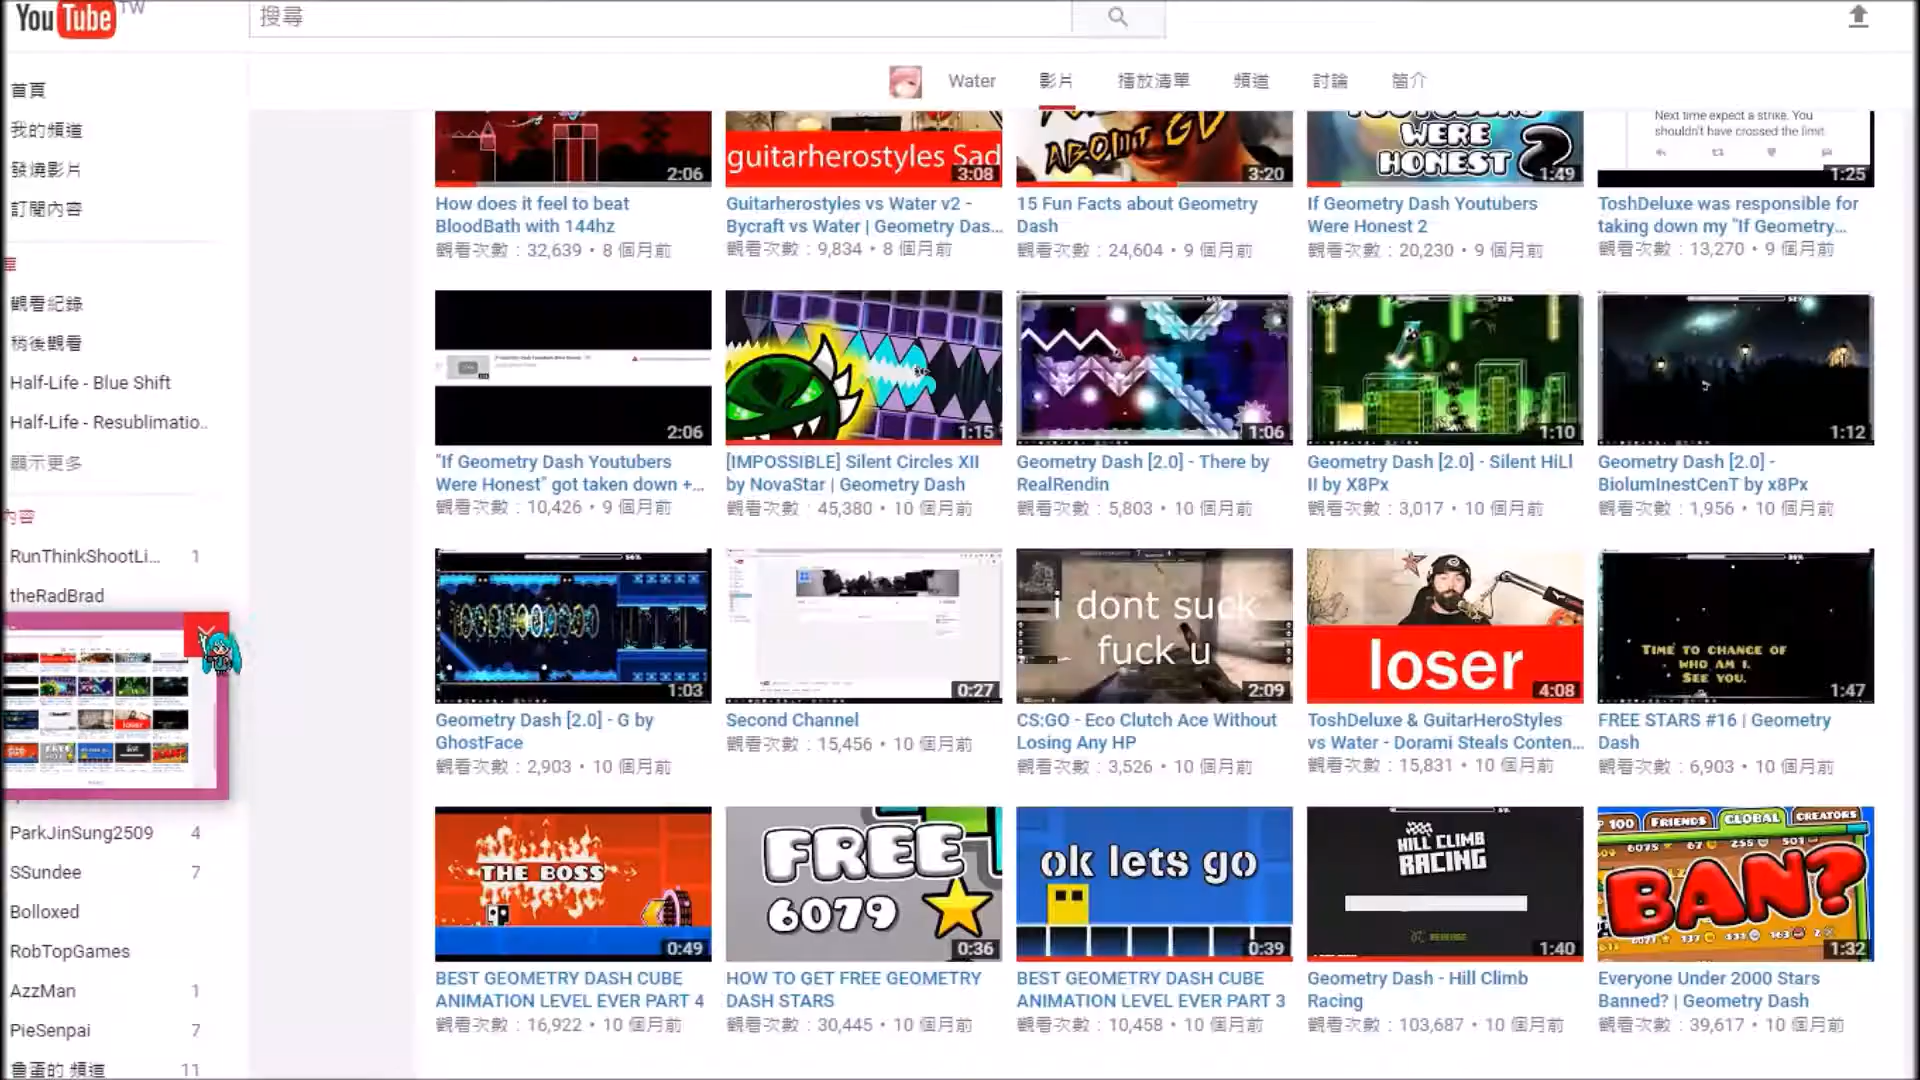 YouTube TW
搜尋
Water 影片 播放清單 頻道 討論 簡介
首頁
我的頻道
發燒影片
訂閱內容
觀看紀錄
稍後觀看
Half-Life - Blue Shift
Half-Life - Resublimatio..
顯示更多
內容
RunThinkShootLi... 1
theRadBrad
ParkJinSung2509 4
SSundee 7
Bolloxed
RobTopGames
AzzMan 1
PieSenpai 7
魯蛋的 頻道 11
2:06
How does it feel to beat
BloodBath with 144hz
觀看次數：32,639 • 8 個月前
guitarherostyles Sad
3:08
Guitarherostyles vs Water v2 -
Bycraft vs Water | Geometry Das...
觀看次數：9,834 • 8 個月前
ABOUT GD
3:20
15 Fun Facts about Geometry
Dash
觀看次數：24,604 • 9 個月前
WERE
HONEST 2
1:49
If Geometry Dash Youtubers
Were Honest 2
觀看次數：20,230 • 9 個月前
Next time expect a strike. You
shouldn't have crossed the limit
1:25
ToshDeluxe was responsible for
taking down my "If Geometry...
觀看次數：13,270 • 9 個月前
2:06
"If Geometry Dash Youtubers
Were Honest" got taken down +...
觀看次數：10,426 • 9 個月前
1:15
[IMPOSSIBLE] Silent Circles XII
by NovaStar | Geometry Dash
觀看次數：45,380 • 10 個月前
1:06
Geometry Dash [2.0] - There by
RealRendin
觀看次數：5,803 • 10 個月前
1:10
Geometry Dash [2.0] - Silent HiLl
II by X8Px
觀看次數：3,017 • 10 個月前
1:12
Geometry Dash [2.0] -
BiolumInestCenT by x8Px
觀看次數：1,956 • 10 個月前
1:03
Geometry Dash [2.0] - G by
GhostFace
觀看次數：2,903 • 10 個月前
0:27
Second Channel
觀看次數：15,456 • 10 個月前
i dont suck
fuck u
2:09
CS:GO - Eco Clutch Ace Without
Losing Any HP
觀看次數：3,526 • 10 個月前
loser
4:08
ToshDeluxe & GuitarHeroStyles
vs Water - Dorami Steals Conten...
觀看次數：15,831 • 10 個月前
TIME TO CHANGE OF
WHO AM I.
SEE YOU.
1:47
FREE STARS #16 | Geometry
Dash
觀看次數：6,903 • 10 個月前
THE BOSS
0:49
BEST GEOMETRY DASH CUBE
ANIMATION LEVEL EVER PART 4
觀看次數：16,922 • 10 個月前
FREE
6079
0:36
HOW TO GET FREE GEOMETRY
DASH STARS
觀看次數：30,445 • 10 個月前
ok lets go
0:39
BEST GEOMETRY DASH CUBE
ANIMATION LEVEL EVER PART 3
觀看次數：10,458 • 10 個月前
HILL CLIMB
RACING
1:40
Geometry Dash - Hill Climb
Racing
觀看次數：103,687 • 10 個月前
100 FRIENDS GLOBAL CREATORS
BAN?
1:32
Everyone Under 2000 Stars
Banned? | Geometry Dash
觀看次數：39,617 • 10 個月前